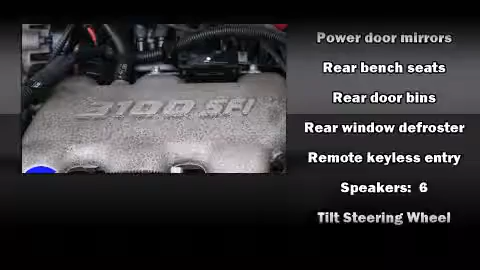 3100 SFI
Power door mirrors
Rear bench seats
Rear door bins
Rear window defroster
Remote keyless entry
Speakers: 6
Tilt Steering Wheel